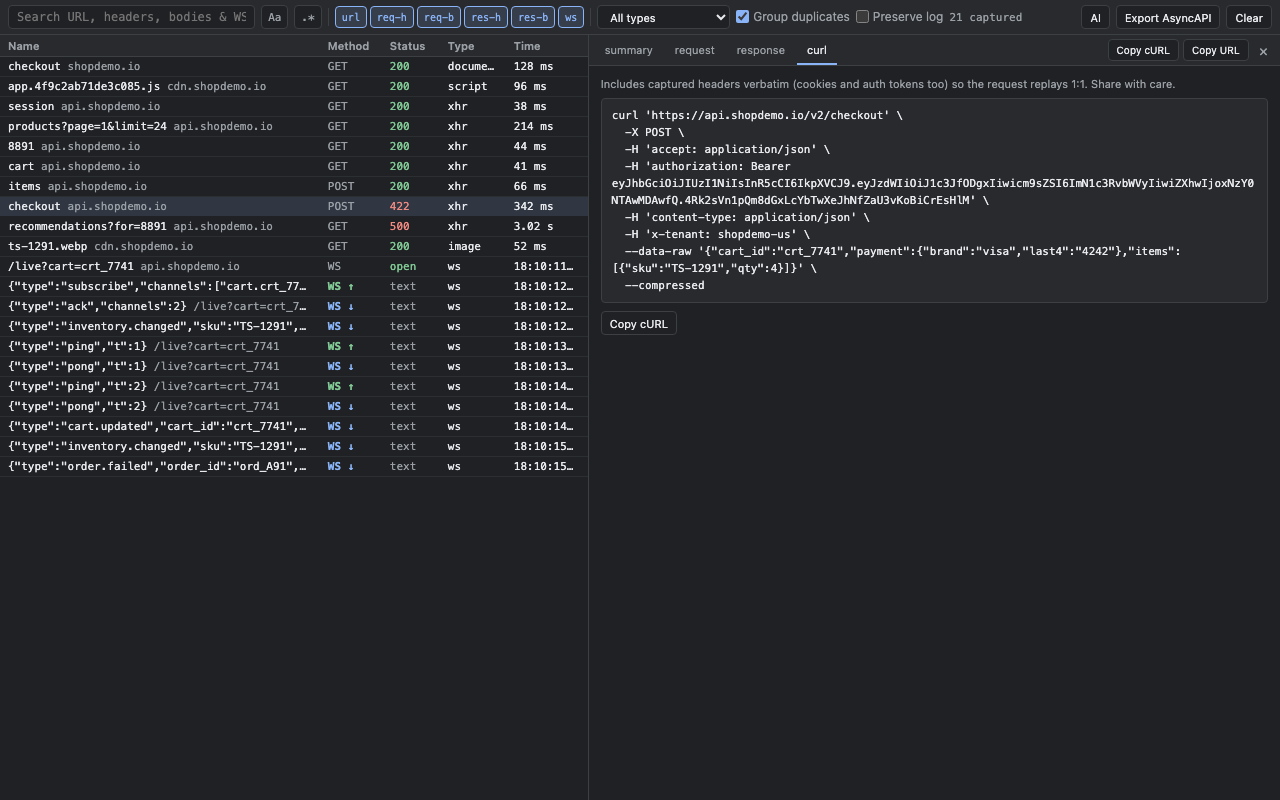 Search URL, headers, bodies & WS Aa .* url req-h req-b res-h res-b ws All types Group duplicates Preserve log 21 captured AI Export AsyncAPI Clear
Name Method Status Type Time
checkout shopdemo.io GET 200 docume… 128 ms
app.4f9c2ab71de3c085.js cdn.shopdemo.io GET 200 script 96 ms
session api.shopdemo.io GET 200 xhr 38 ms
products?page=1&limit=24 api.shopdemo.io GET 200 xhr 214 ms
8891 api.shopdemo.io GET 200 xhr 44 ms
cart api.shopdemo.io GET 200 xhr 41 ms
items api.shopdemo.io POST 200 xhr 66 ms
checkout api.shopdemo.io POST 422 xhr 342 ms
recommendations?for=8891 api.shopdemo.io GET 500 xhr 3.02 s
ts-1291.webp cdn.shopdemo.io GET 200 image 52 ms
/live?cart=crt_7741 api.shopdemo.io WS open ws 18:10:11…
{"type":"subscribe","channels":["cart.crt_77… WS ↑ text ws 18:10:12…
{"type":"ack","channels":2} /live?cart=crt_7… WS ↓ text ws 18:10:12…
{"type":"inventory.changed","sku":"TS-1291",… WS ↓ text ws 18:10:12…
{"type":"ping","t":1} /live?cart=crt_7741 WS ↑ text ws 18:10:13…
{"type":"pong","t":1} /live?cart=crt_7741 WS ↓ text ws 18:10:13…
{"type":"ping","t":2} /live?cart=crt_7741 WS ↑ text ws 18:10:14…
{"type":"pong","t":2} /live?cart=crt_7741 WS ↓ text ws 18:10:14…
{"type":"cart.updated","cart_id":"crt_7741",… WS ↓ text ws 18:10:14…
{"type":"inventory.changed","sku":"TS-1291",… WS ↓ text ws 18:10:15…
{"type":"order.failed","order_id":"ord_A91",… WS ↓ text ws 18:10:15…
summary request response curl Copy cURL Copy URL ×
Includes captured headers verbatim (cookies and auth tokens too) so the request replays 1:1. Share with care.
curl 'https://api.shopdemo.io/v2/checkout' \
-X POST \
-H 'accept: application/json' \
-H 'authorization: Bearer
eyJhbGciOiJIUzI1NiIsInR5cCI6IkpXVCJ9.eyJzdWIiOiJ1c3JfODgxIiwicm9sZSI6ImN1c3RvbWVyIiwiZXhwIjoxNzY0
NTAwMDAwfQ.4Rk2sVn1pQm8dGxLcYbTwXeJhNfZaU3vKoBiCrEsHlM' \
-H 'content-type: application/json' \
-H 'x-tenant: shopdemo-us' \
--data-raw '{"cart_id":"crt_7741","payment":{"brand":"visa","last4":"4242"},"items":
[{"sku":"TS-1291","qty":4}]}' \
--compressed
Copy cURL